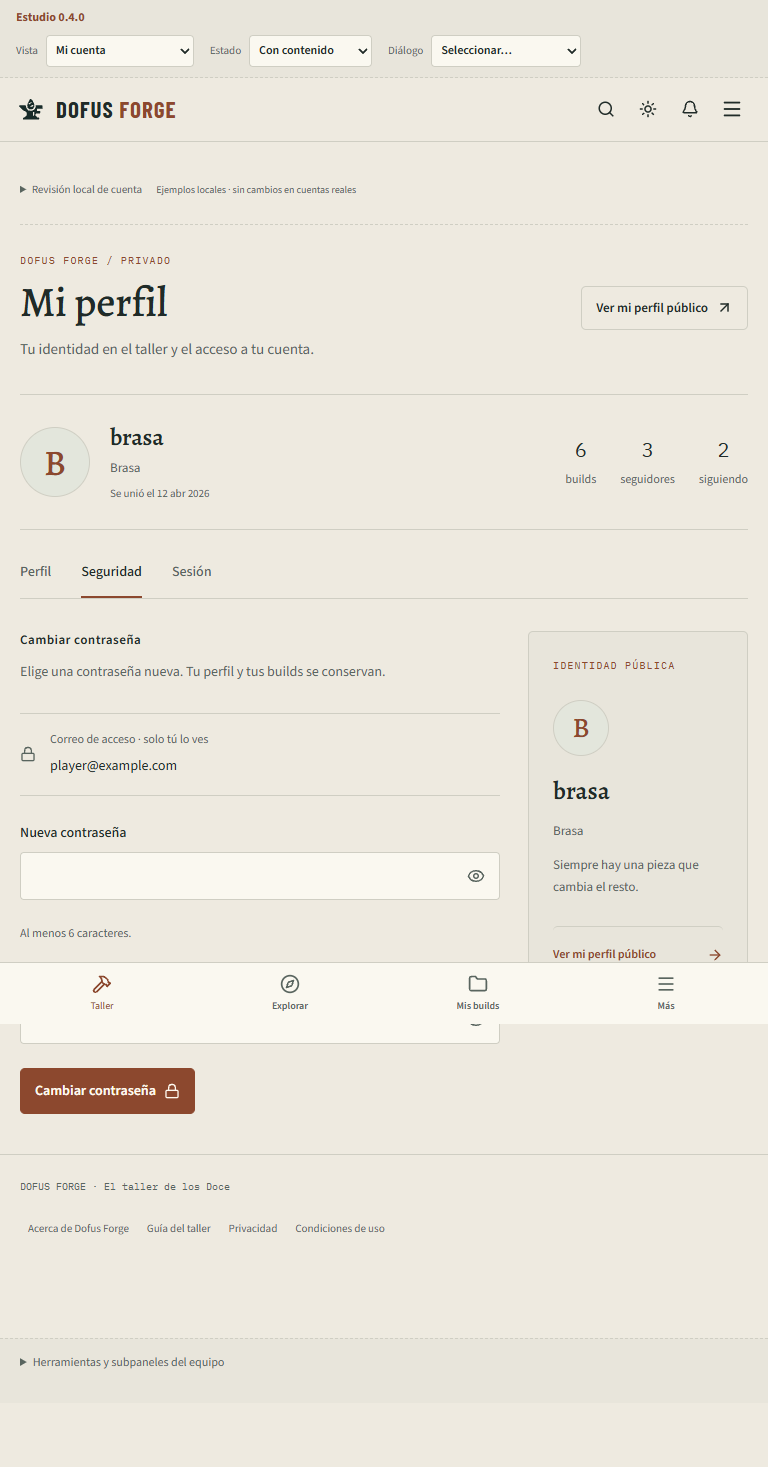 Estudio 0.4.0
Vista Mi cuenta Estado Con contenido Diálogo Seleccionar...
DOFUS FORGE
Revisión local de cuenta Ejemplos locales · sin cambios en cuentas reales
DOFUS FORGE / PRIVADO
Mi perfil
Ver mi perfil público
Tu identidad en el taller y el acceso a tu cuenta.
B
brasa
Brasa
Se unió el 12 abr 2026
6 builds
3 seguidores
2 siguiendo
Perfil Seguridad Sesión
Cambiar contraseña
Elige una contraseña nueva. Tu perfil y tus builds se conservan.
Correo de acceso · solo tú lo ves
player@example.com
Nueva contraseña
Al menos 6 caracteres.
IDENTIDAD PÚBLICA
B
brasa
Brasa
Siempre hay una pieza que
cambia el resto.
Ver mi perfil público
Taller Explorar Mis builds Más
Cambiar contraseña
DOFUS FORGE · El taller de los Doce
Acerca de Dofus Forge Guía del taller Privacidad Condiciones de uso
Herramientas y subpaneles del equipo